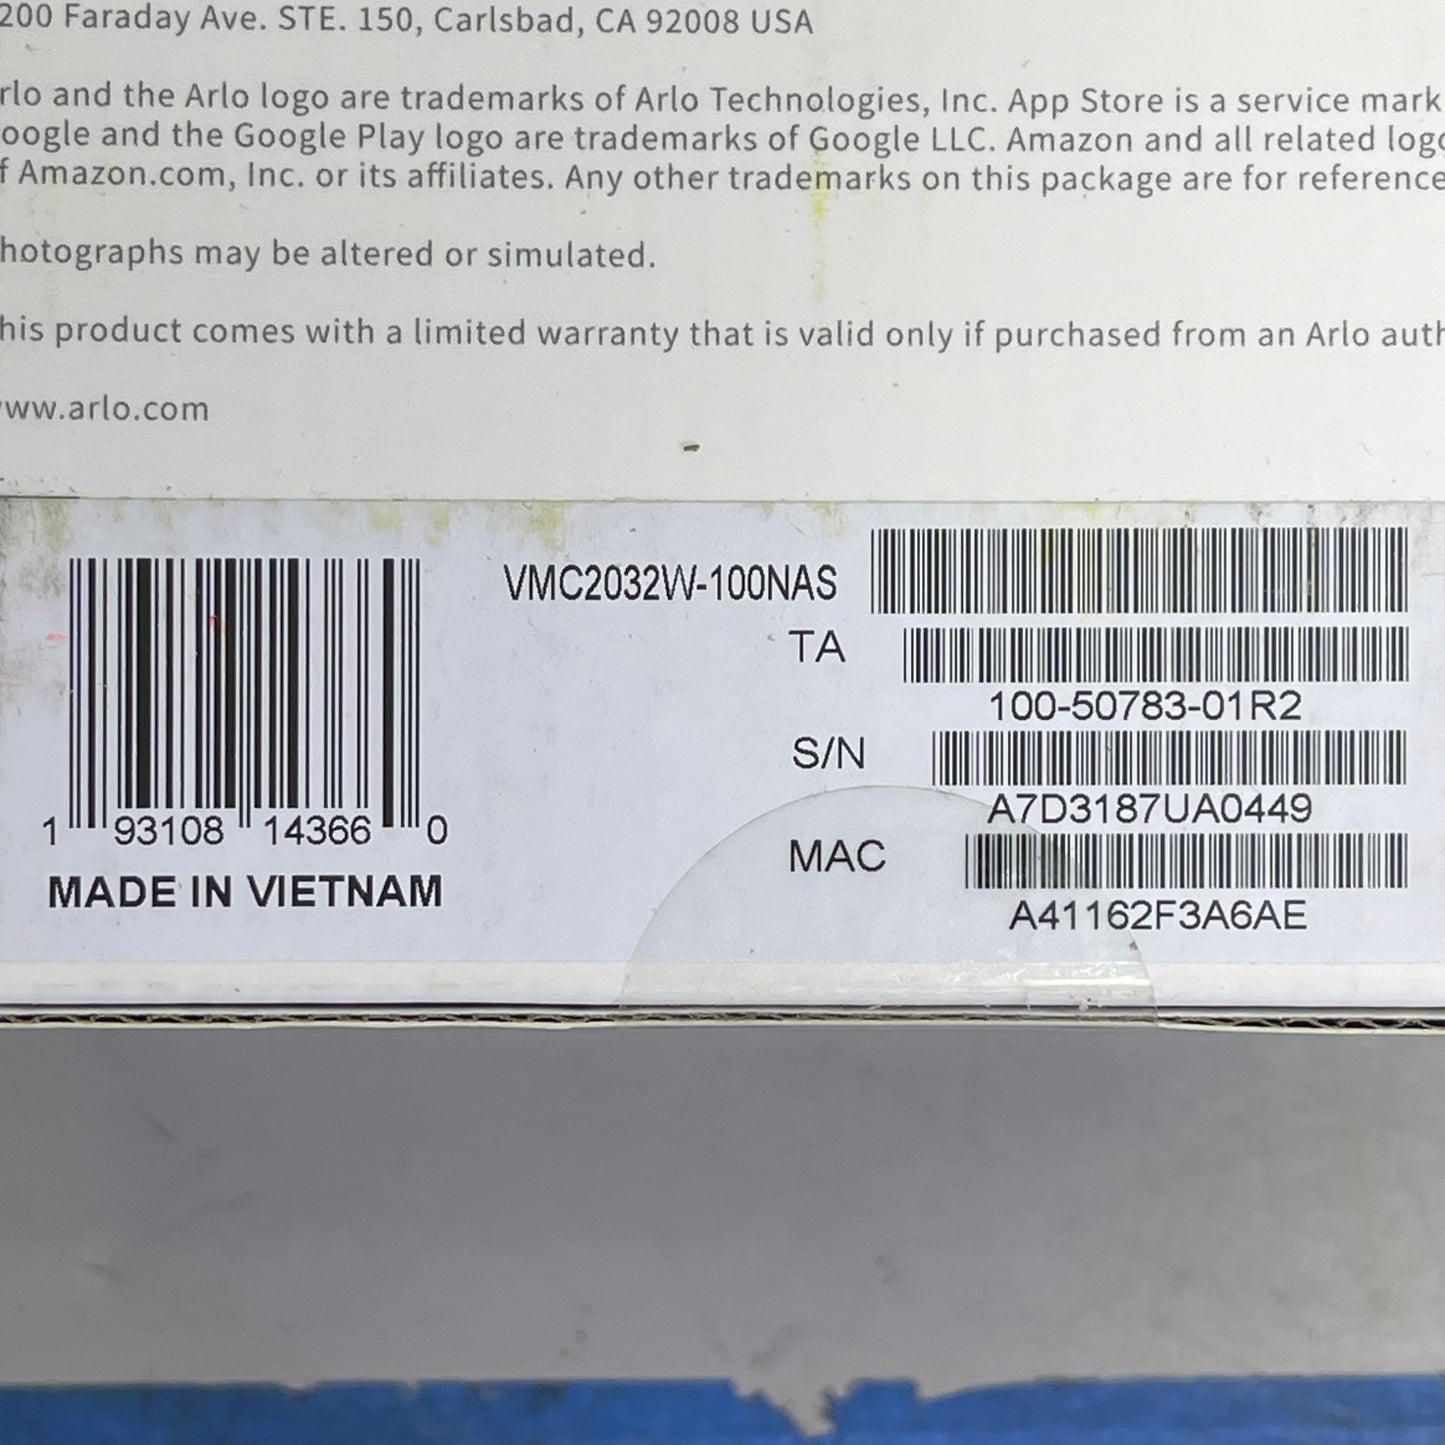 200 Faraday Ave. STE. 150, Carlsbad, CA 92008 USA
rlo and the Arlo logo are trademarks of Arlo Technologies, Inc. App Store is a service mark
oogle and the Google Play logo are trademarks of Google LLC. Amazon and all related logo
f Amazon.com, Inc. or its affiliates. Any other trademarks on this package are for reference
hotographs may be altered or simulated.
his product comes with a limited warranty that is valid only if purchased from an Arlo auth
ww.arlo.com
VMC2032W-100NAS
TA
100-50783-01R2
S/N
A7D3187UA0449
MAC
A41162F3A6AE
1 93108 14366 0
MADE IN VIETNAM